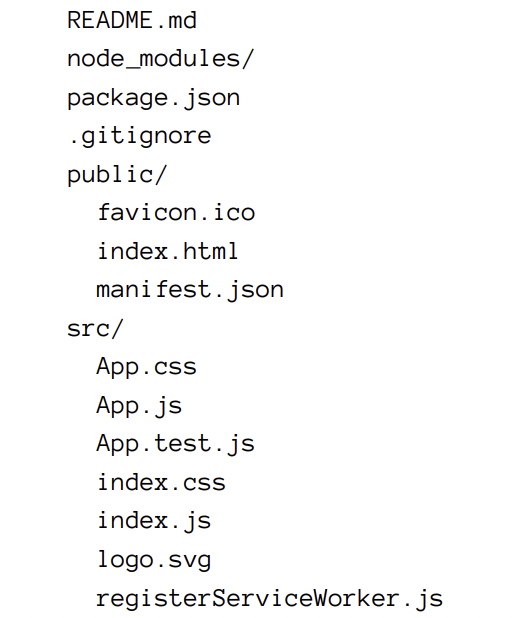 README.md
node_modules/
package.json
.gitignore
public/
  favicon.ico
  index.html
  manifest.json
src/
  App.css
  App.js
  App.test.js
  index.css
  index.js
  logo.svg
  registerServiceWorker.js